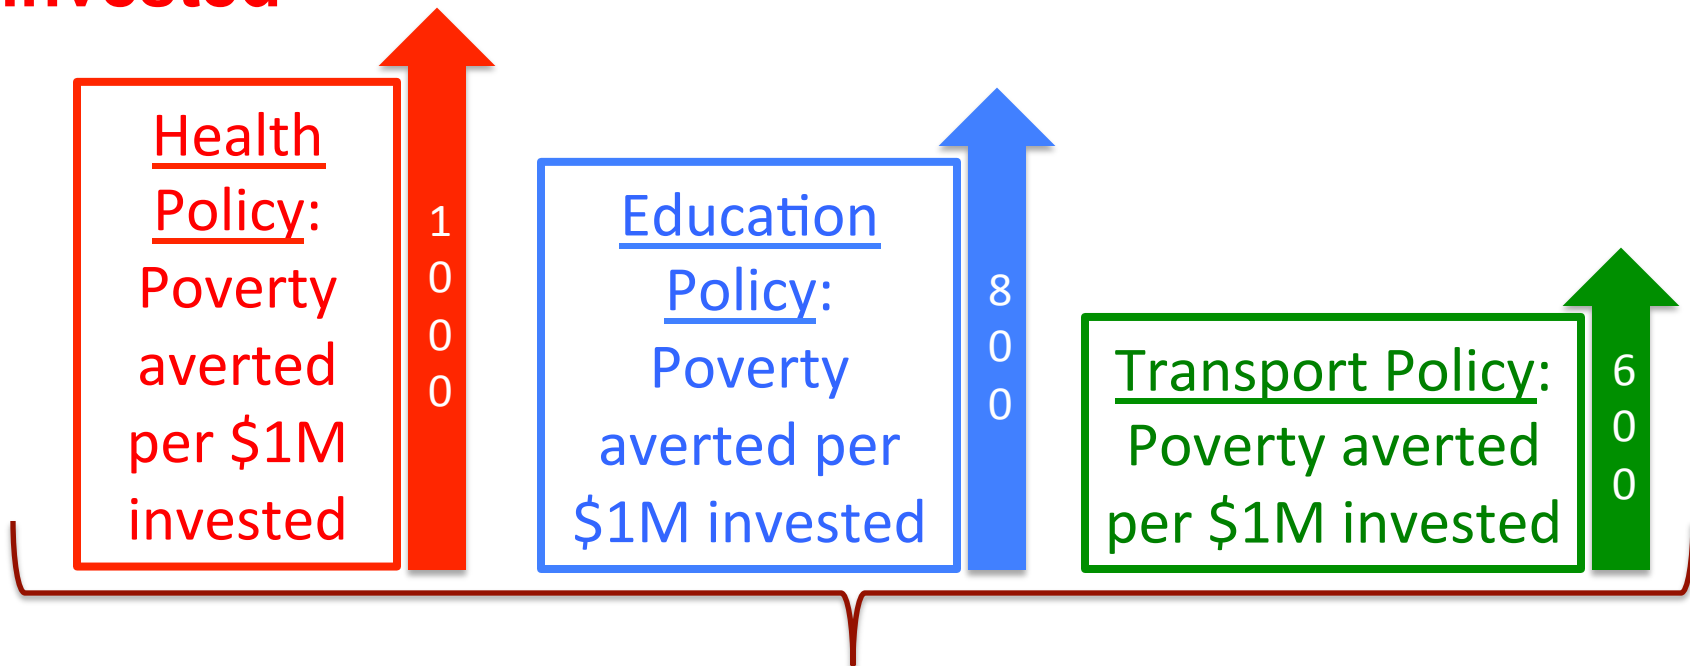 invested
Health
Policy:
Poverty
averted
per $1M
invested
1
0
0
0
Education
Policy:
Poverty
averted per
$1M invested
8
0
0
Transport Policy:
Poverty averted
per $1M invested
6
0
0